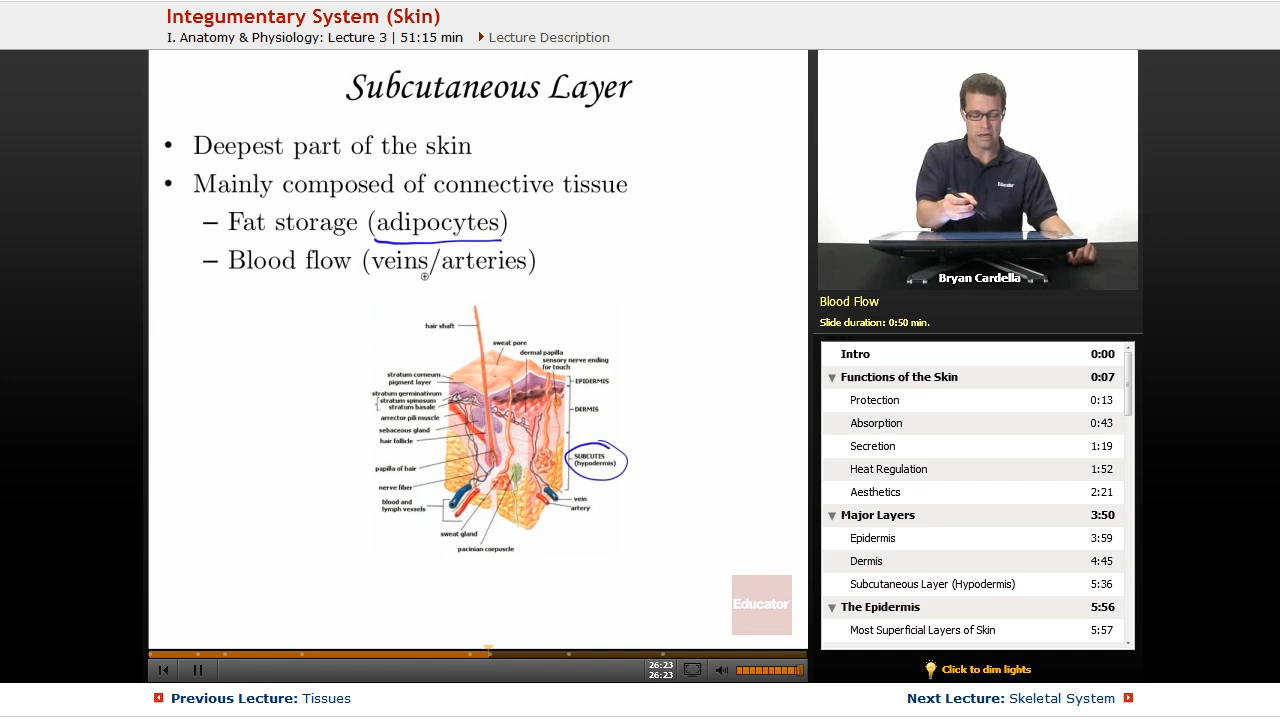 Integumentary System (Skin)
I. Anatomy & Physiology: Lecture 3 | 51:15 min Lecture Description
Subcutaneous Layer
• Deepest part of the skin
• Mainly composed of connective tissue
– Fat storage (adipocytes)
– Blood flow (veins/arteries)
hair shaft
sweat pore
dermal papilla
sensory nerve ending
for touch
stratum corneum
pigment layer
EPIDERMIS
stratum germinativum
stratum spinosum
stratum basale
DERMIS
arrector pili muscle
sebaceous gland
hair follicle
SUBCUTIS
(hypodermis)
papilla of hair
nerve fiber
blood and
lymph vessels
vein
artery
sweat gland
pacinian corpuscle
Educator
Educator
Bryan Cardella
Blood Flow
Slide duration: 0:50 min.
Intro 0:00
Functions of the Skin 0:07
Protection 0:13
Absorption 0:43
Secretion 1:19
Heat Regulation 1:52
Aesthetics 2:21
Major Layers 3:50
Epidermis 3:59
Dermis 4:45
Subcutaneous Layer (Hypodermis) 5:36
The Epidermis 5:56
Most Superficial Layers of Skin 5:57
26:23
26:23
Click to dim lights
Previous Lecture: Tissues
Next Lecture: Skeletal System